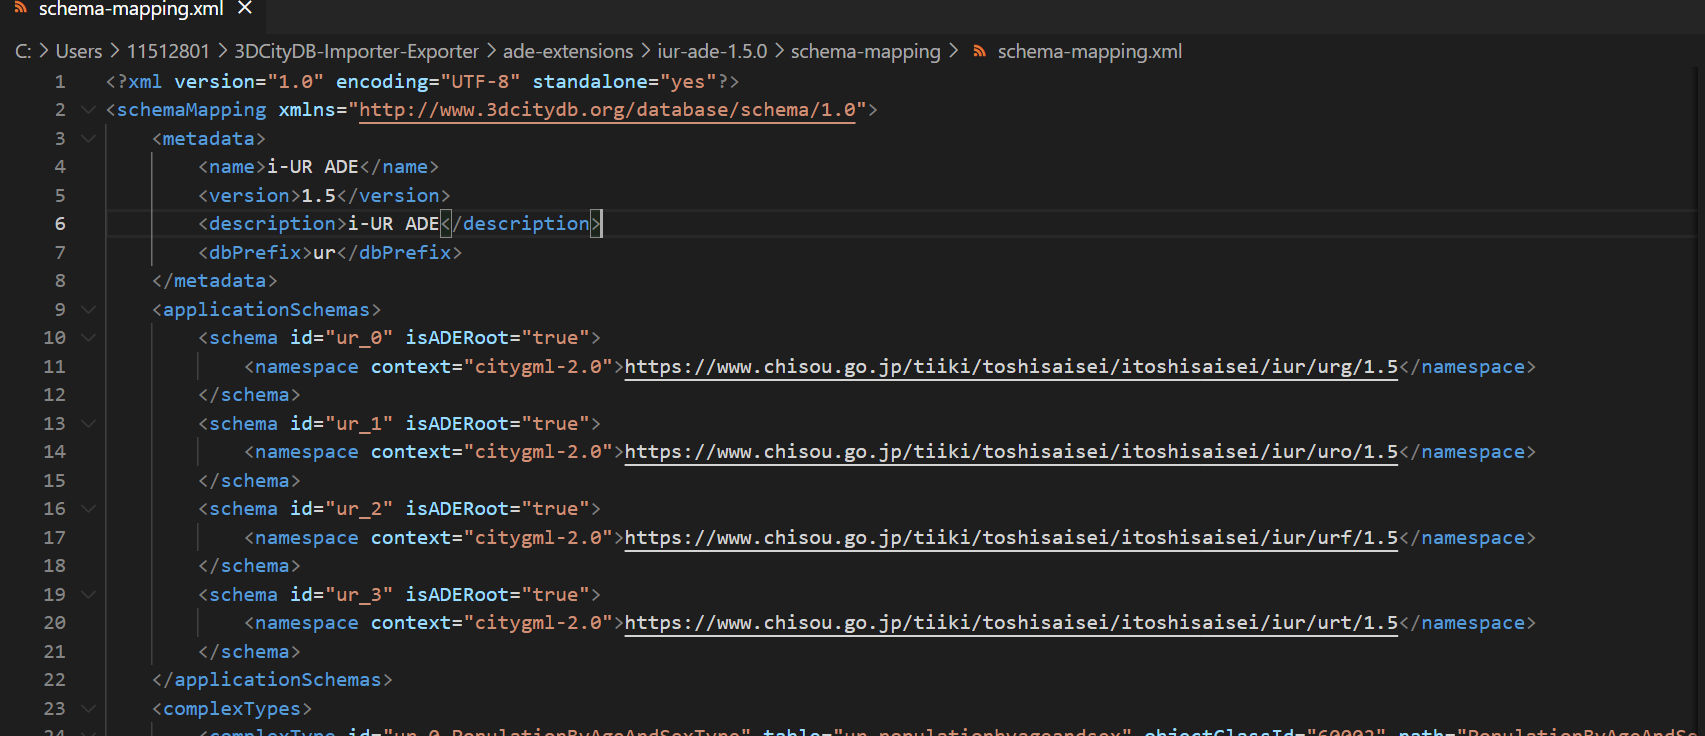 schema-mapping.xml ×
C: > Users > 11512801 > 3DCityDB-Importer-Exporter > ade-extensions > iur-ade-1.5.0 > schema-mapping > schema-mapping.xml
1 <?xml version="1.0" encoding="UTF-8" standalone="yes"?>
2 <schemaMapping xmlns="http://www.3dcitydb.org/database/schema/1.0">
3 <metadata>
4 <name>i-UR ADE</name>
5 <version>1.5</version>
6 <description>i-UR ADE</description>
7 <dbPrefix>ur</dbPrefix>
8 </metadata>
9 <applicationSchemas>
10 <schema id="ur_0" isADERoot="true">
11 <namespace context="citygml-2.0">https://www.chisou.go.jp/tiiki/toshisaisei/itoshisaisei/iur/urg/1.5</namespace>
12 </schema>
13 <schema id="ur_1" isADERoot="true">
14 <namespace context="citygml-2.0">https://www.chisou.go.jp/tiiki/toshisaisei/itoshisaisei/iur/uro/1.5</namespace>
15 </schema>
16 <schema id="ur_2" isADERoot="true">
17 <namespace context="citygml-2.0">https://www.chisou.go.jp/tiiki/toshisaisei/itoshisaisei/iur/urf/1.5</namespace>
18 </schema>
19 <schema id="ur_3" isADERoot="true">
20 <namespace context="citygml-2.0">https://www.chisou.go.jp/tiiki/toshisaisei/itoshisaisei/iur/urt/1.5</namespace>
21 </schema>
22 </applicationSchemas>
23 <complexTypes>
24 <complexType id="ur_0_PopulationByAgeAndSexType" table="ur_populationbyageandsex" objectClassId="60002"